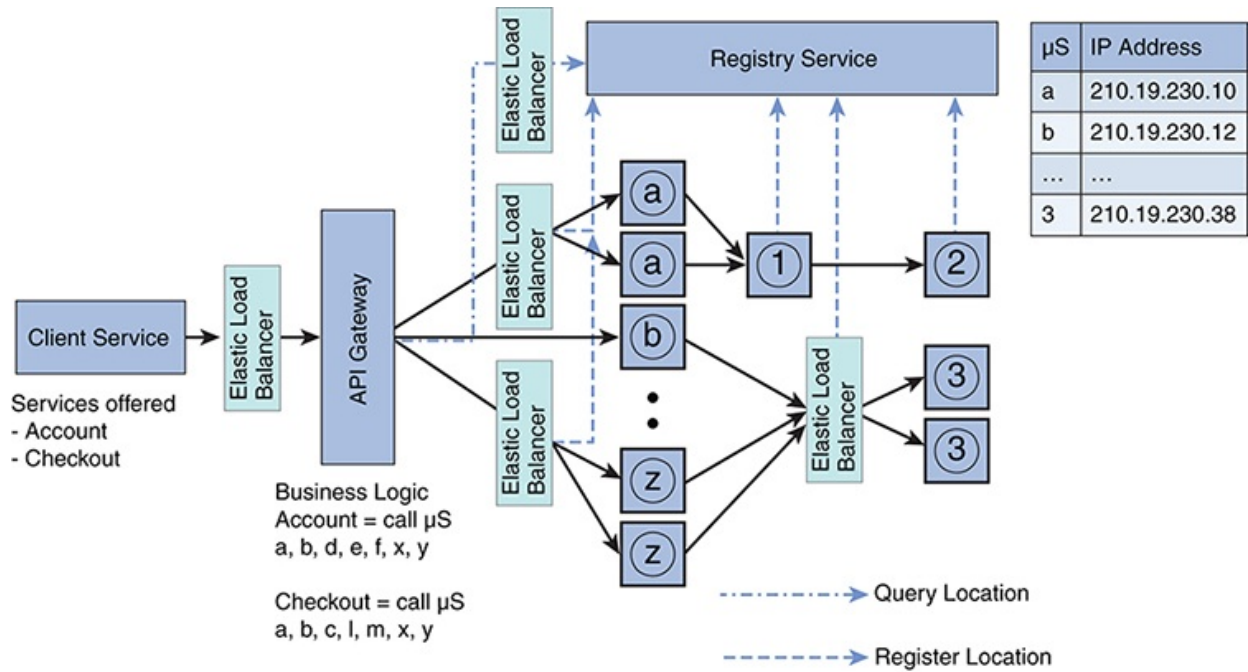 Elastic Load
Balancer
Registry Service
µS IP Address
a 210.19.230.10
b 210.19.230.12
... ...
3 210.19.230.38
Client Service
Services offered
- Account
- Checkout
Elastic Load
Balancer
API Gateway
Business Logic
Account = call µS
a, b, d, e, f, x, y
Checkout = call µS
a, b, c, l, m, x, y
Elastic Load
Balancer
Elastic Load
Balancer
a
a
b
z
z
1
2
Elastic Load
Balancer
3
3
Query Location
Register Location